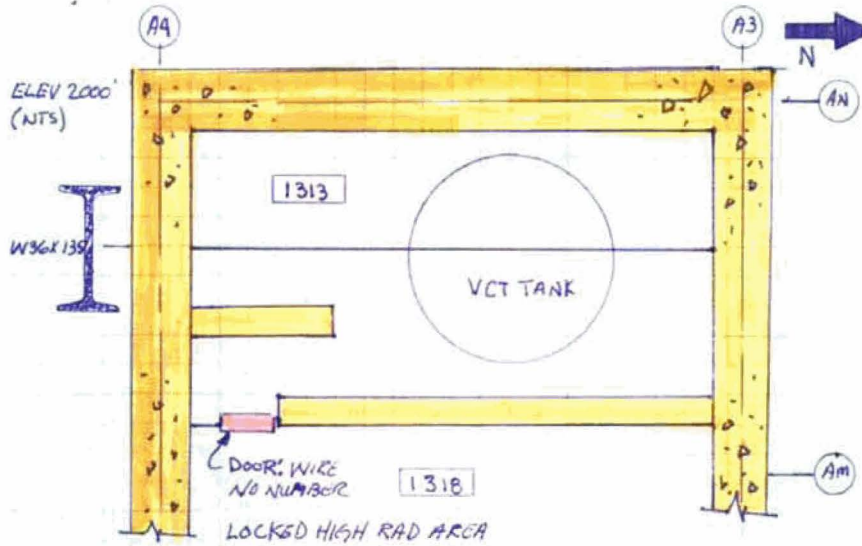 A4
A3
N
ELEV 2000'
(NTS)
AN
1313
W36X135
VCT TANK
DOOR: WIRE
NO NUMBER
1318
AM
LOCKED HIGH RAD AREA